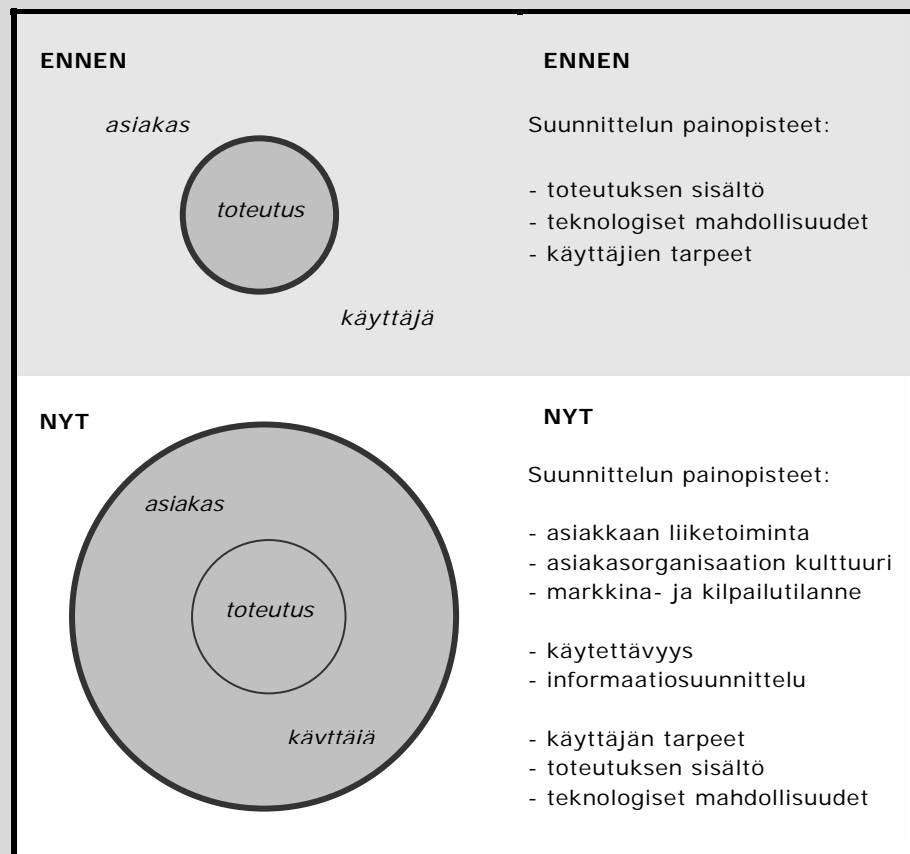 ENNEN
asiakas
toteutus
käyttäjä
ENNEN
Suunnittelun painopisteet:
- toteutuksen sisältö
- teknologiset mahdollisuudet
- käyttäjien tarpeet
NYT
asiakas
toteutus
käyttäjä
NYT
Suunnittelun painopisteet:
- asiakkaan liiketoiminta
- asiakasorganisaation kulttuuri
- markkina- ja kilpailutilanne
- käytettävyys
- informaatiosuunnittelu
- käyttäjän tarpeet
- toteutuksen sisältö
- teknologiset mahdollisuudet